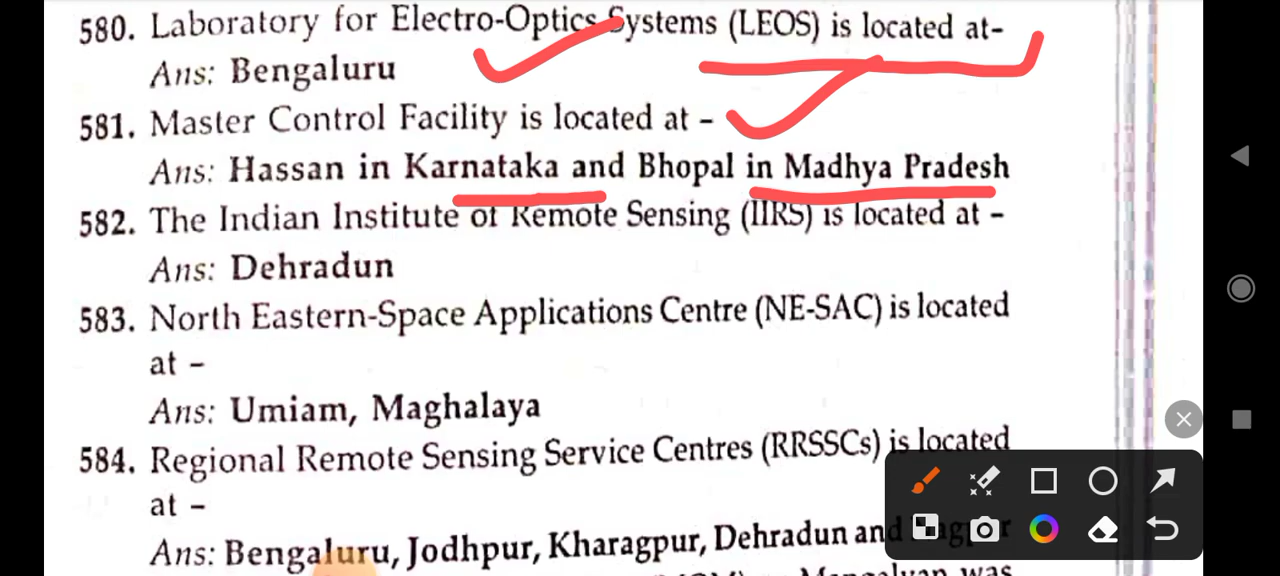 580. Laboratory for Electro-Optics Systems (LEOS) is located at-
Ans: Bengaluru
581. Master Control Facility is located at -
Ans: Hassan in Karnataka and Bhopal in Madhya Pradesh
582. The Indian Institute of Remote Sensing (IIRS) is located at -
Ans: Dehradun
583. North Eastern-Space Applications Centre (NE-SAC) is located
at -
Ans: Umiam, Maghalaya
584. Regional Remote Sensing Service Centres (RRSSCs) is located
at -
Ans: Bengaluru, Jodhpur, Kharagpur, Dehradun and Nagpur
Mangalyan was